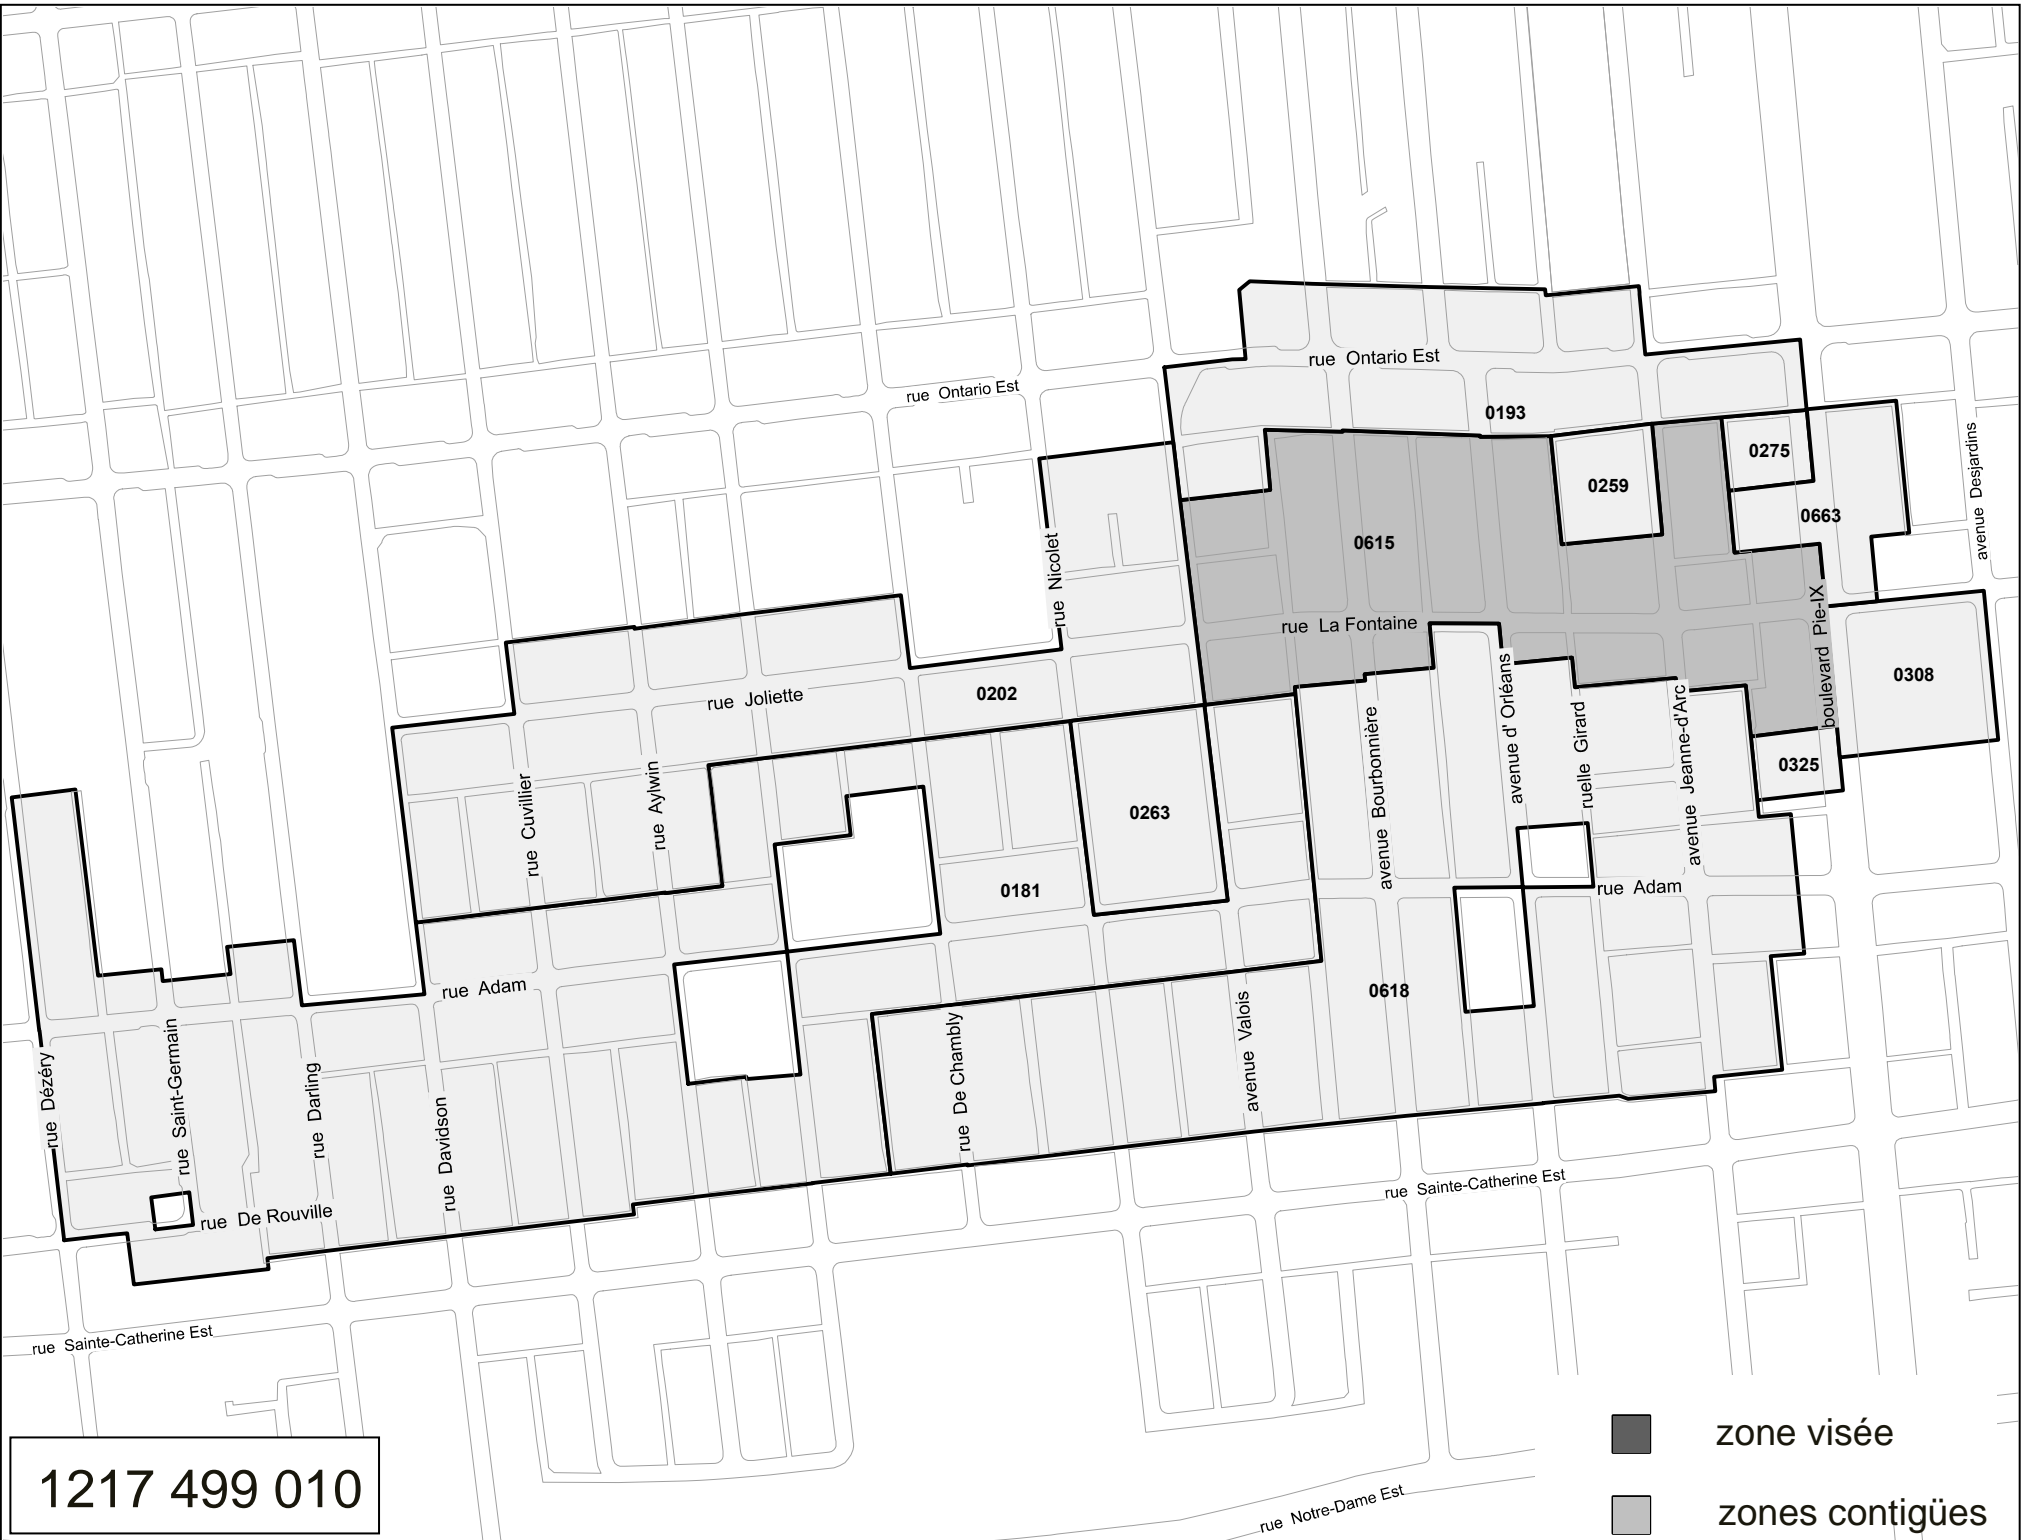 rue Ontario Est
rue Ontario Est
0193
avenue Desjardins
0275
0259
0663
0615
rue Nicolet
boulevard Pie-IX
rue La Fontaine
0308
0202
rue Joliette
avenue d' Orléans
avenue Jeanne-d'Arc
ruelle Girard
avenue Bourbonnière
0325
rue Cuvillier
rue Aylwin
0263
0181
rue Adam
rue Adam
0618
avenue Valois
rue De Chambly
rue Dézéry
rue Saint-Germain
rue Darling
rue Davidson
rue De Rouville
rue Sainte-Catherine Est
rue Sainte-Catherine Est
rue Notre-Dame Est
1217 499 010
zone visée
zones contigües